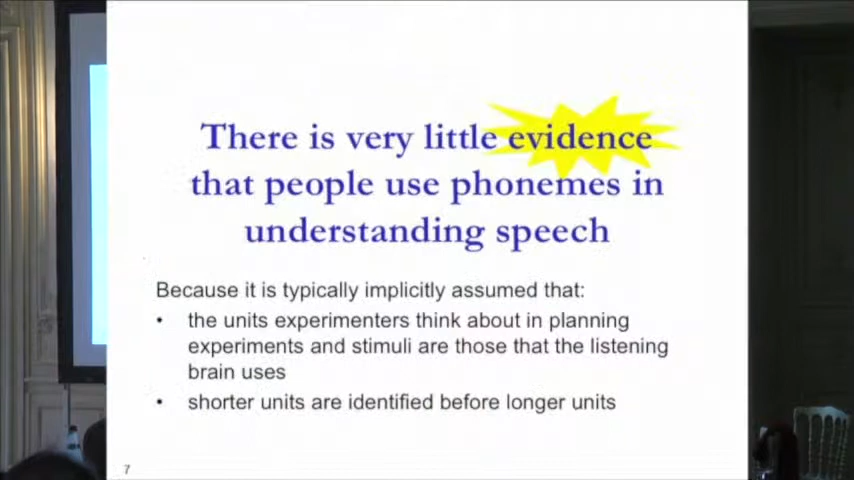 There is very little evidence
that people use phonemes in
understanding speech
Because it is typically implicitly assumed that:
• the units experimenters think about in planning
experiments and stimuli are those that the listening
brain uses
• shorter units are identified before longer units
7